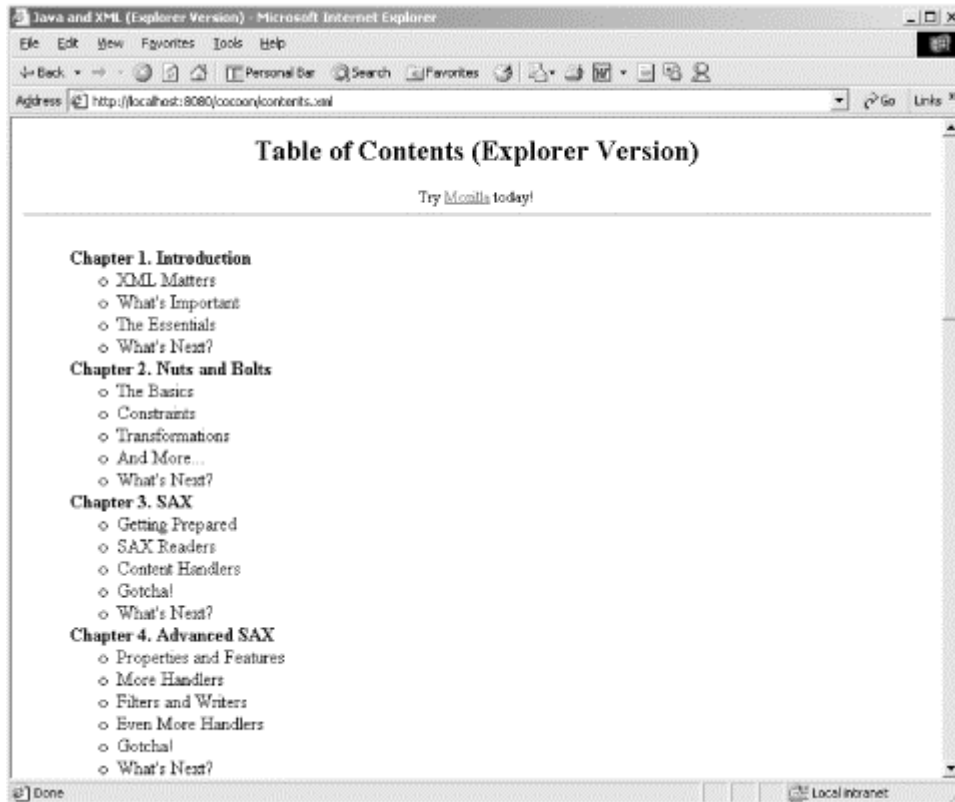 Java and XML (Explorer Version) - Microsoft Internet Explorer
File Edit View Favorites Tools Help
Back Personal Bar Search Favorites
Address http://localhost:8080/cocoon/contents.xml Go Links »
Table of Contents (Explorer Version)
Try Mozilla today!
Chapter 1. Introduction
XML Matters
What's Important
The Essentials
What's Next?
Chapter 2. Nuts and Bolts
The Basics
Constraints
Transformations
And More...
What's Next?
Chapter 3. SAX
Getting Prepared
SAX Readers
Content Handlers
Gotcha!
What's Next?
Chapter 4. Advanced SAX
Properties and Features
More Handlers
Filters and Writers
Even More Handlers
Gotcha!
What's Next?
Done Local intranet